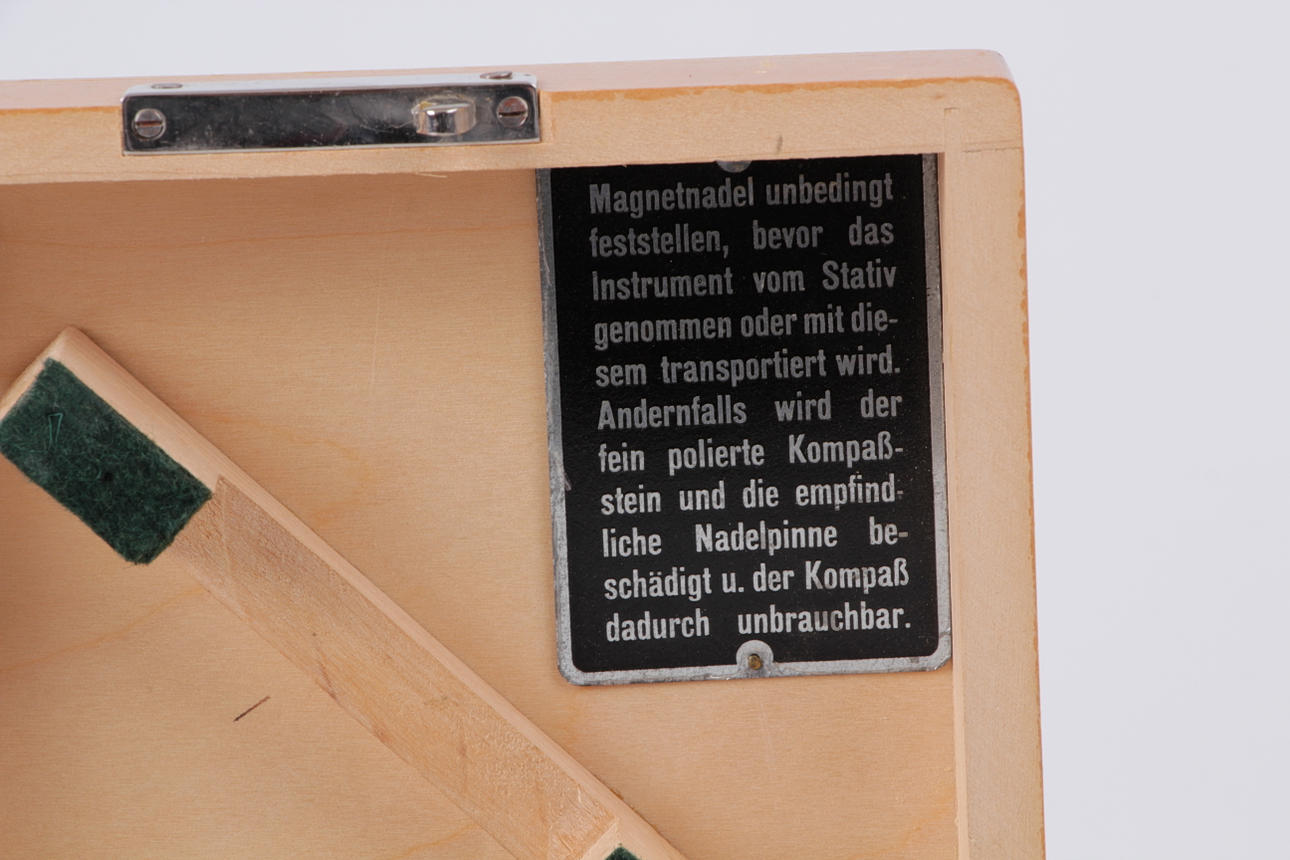 Magnetnadel unbedingt
feststellen, bevor das
Instrument vom Stativ
genommen oder mit die-
sem transportiert wird.
Andernfalls wird der
fein polierte Kompaß-
stein und die empfind-
liche Nadelpinne be-
schädigt u. der Kompaß
dadurch unbrauchbar.